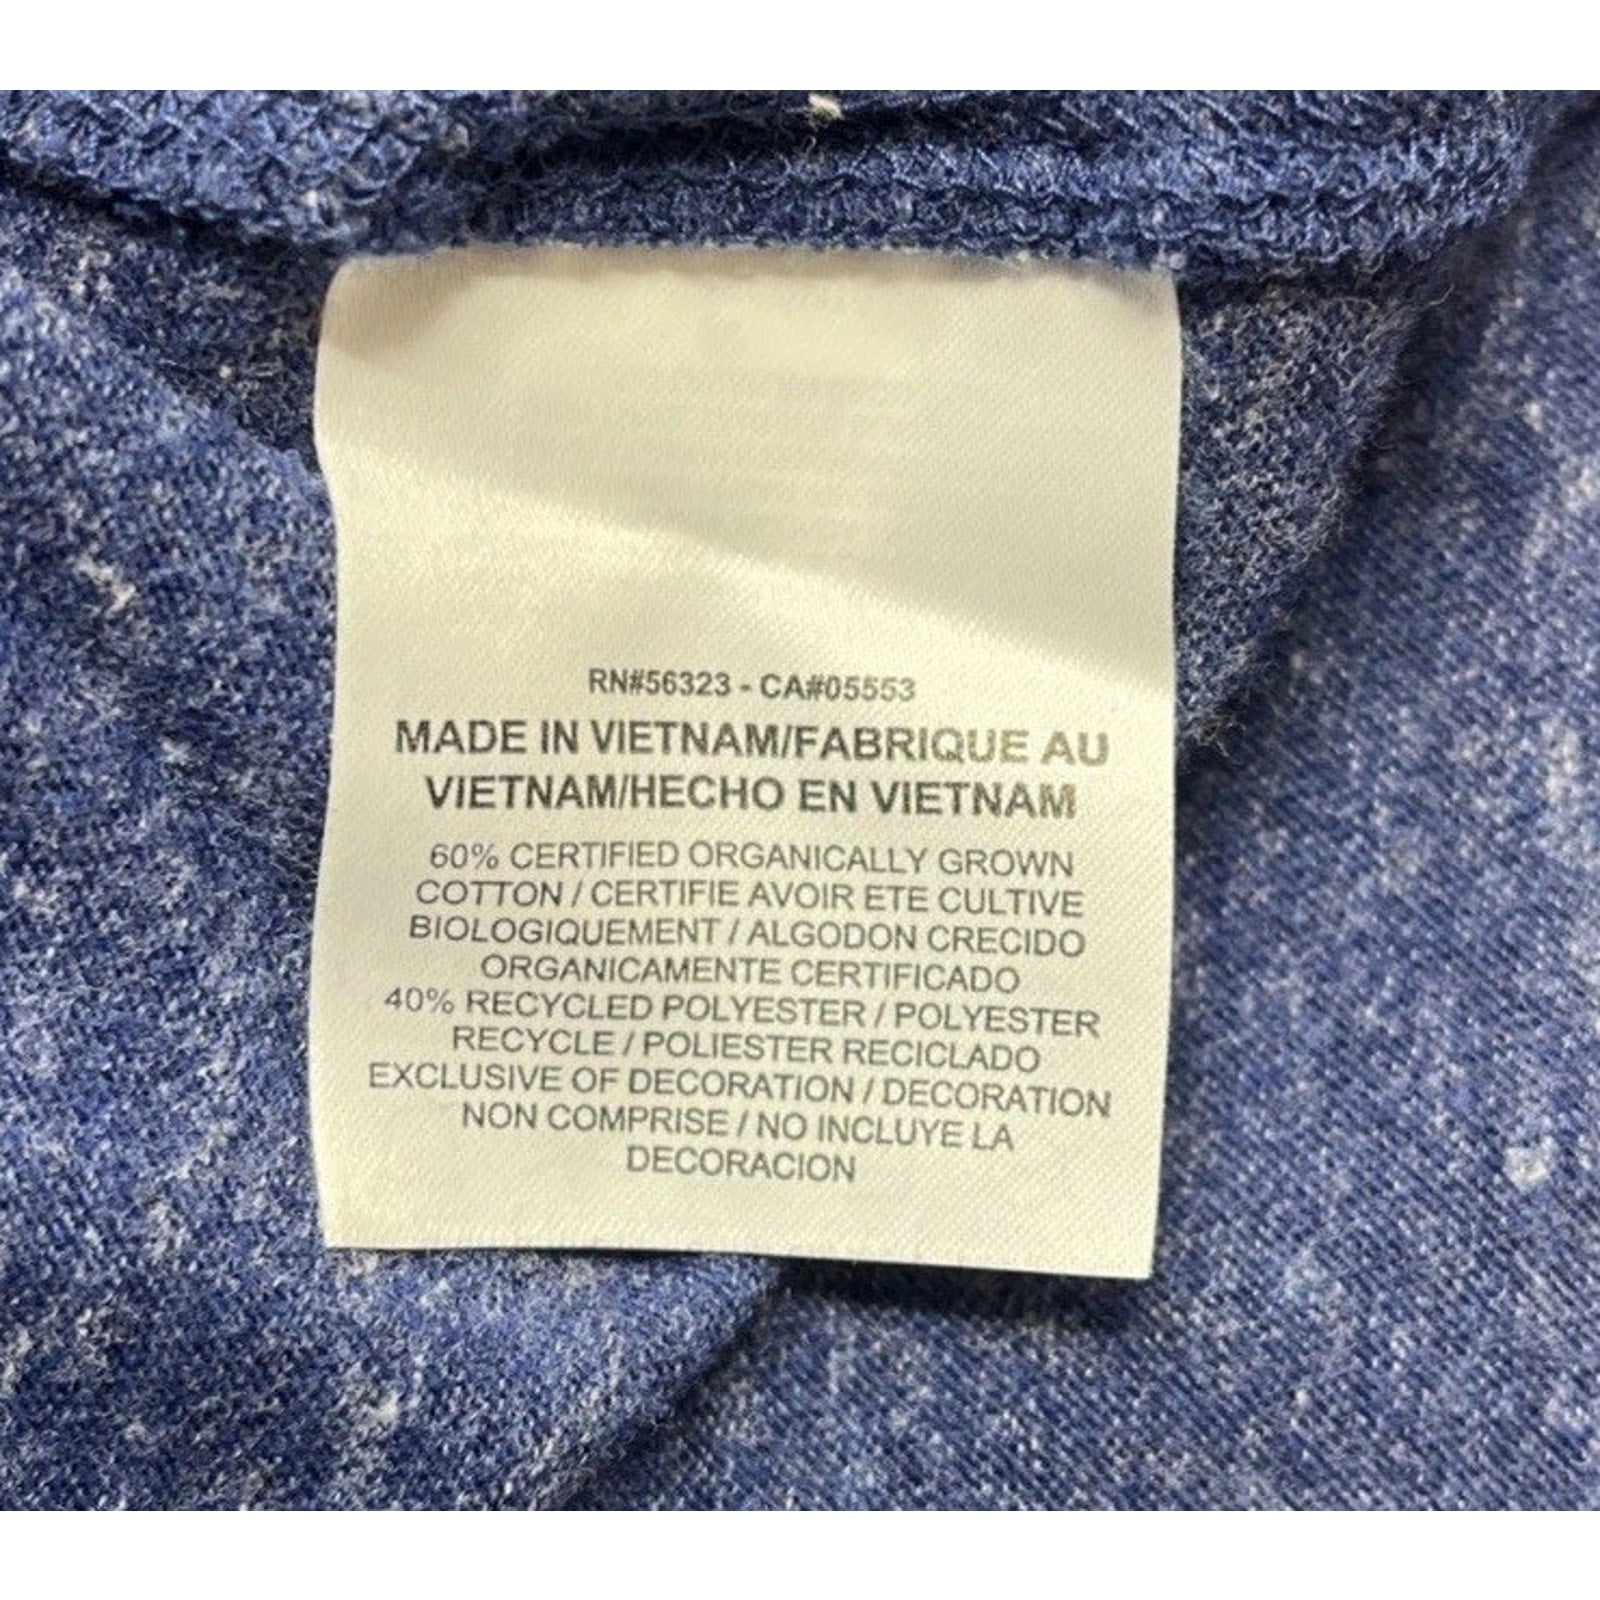 RN#56323 - CA#05553
MADE IN VIETNAM/FABRIQUE AU
VIETNAM/HECHO EN VIETNAM
60% CERTIFIED ORGANICALLY GROWN
COTTON / CERTIFIE AVOIR ETE CULTIVE
BIOLOGIQUEMENT / ALGODON CRECIDO
ORGANICAMENTE CERTIFICADO
40% RECYCLED POLYESTER / POLYESTER
RECYCLE / POLIESTER RECICLADO
EXCLUSIVE OF DECORATION / DECORATION
NON COMPRISE / NO INCLUYE LA
DECORACION